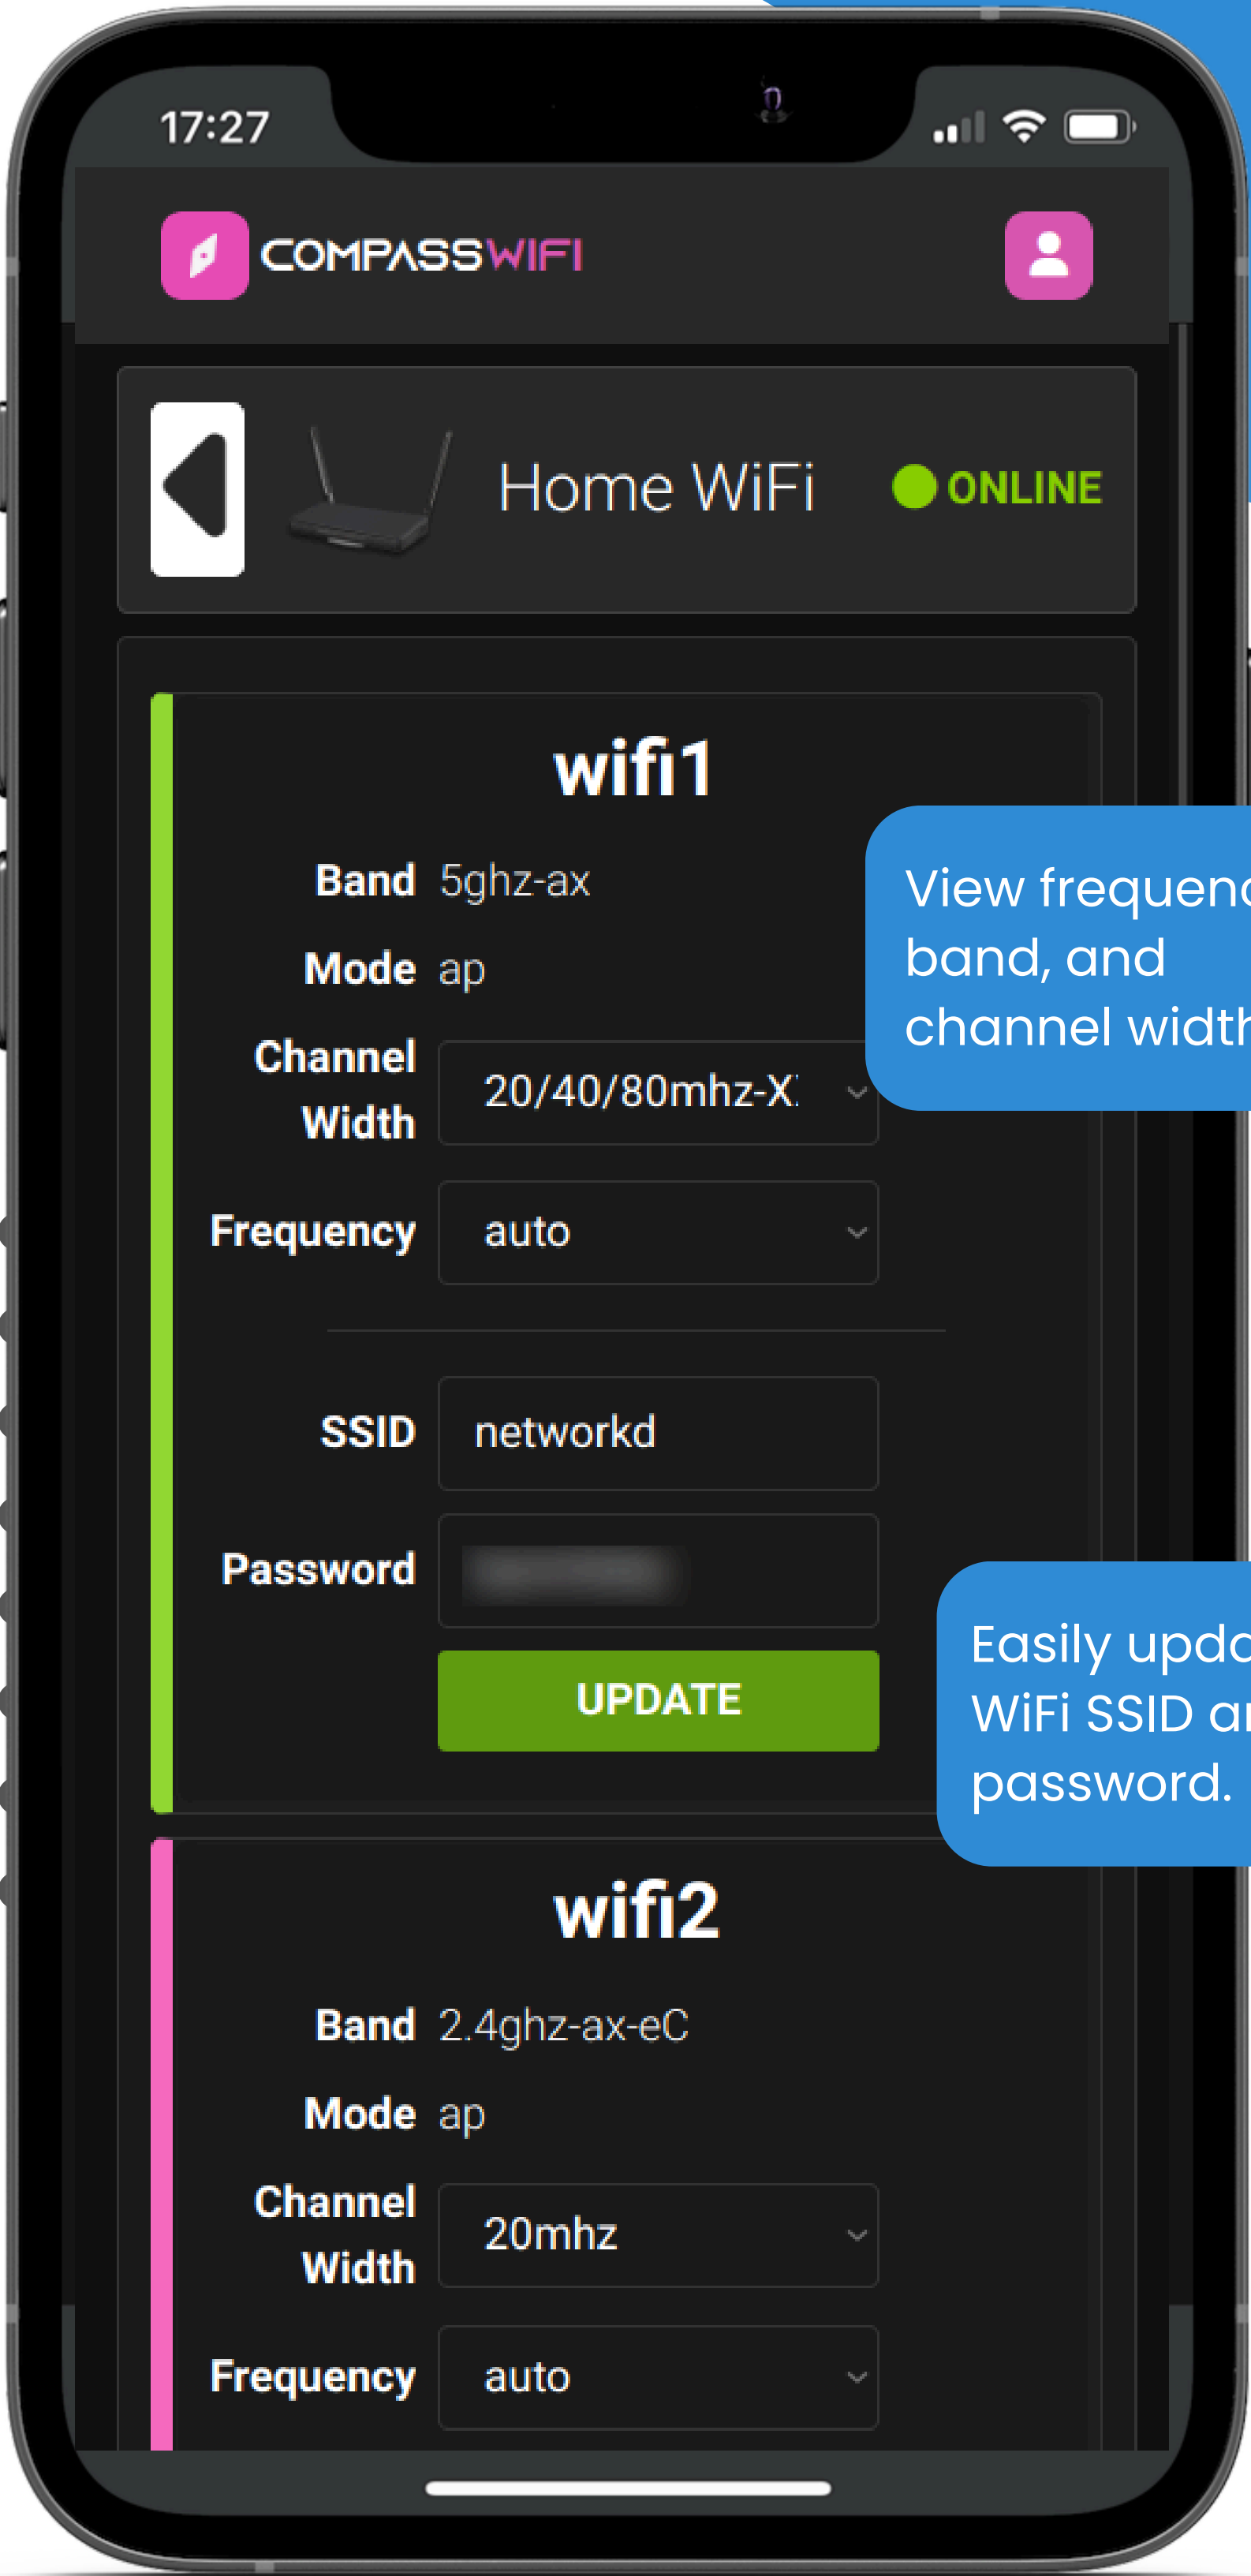 17:27
COMPASSWIFI
Home WiFi ONLINE
wifi1
Band 5ghz-ax
Mode ap
Channel Width 20/40/80mhz-X
Frequency auto
View frequenc
band, and
channel width
SSID networkd
Password
UPDATE
Easily upda
WiFi SSID an
password.
wifi2
Band 2.4ghz-ax-eC
Mode ap
Channel Width 20mhz
Frequency auto